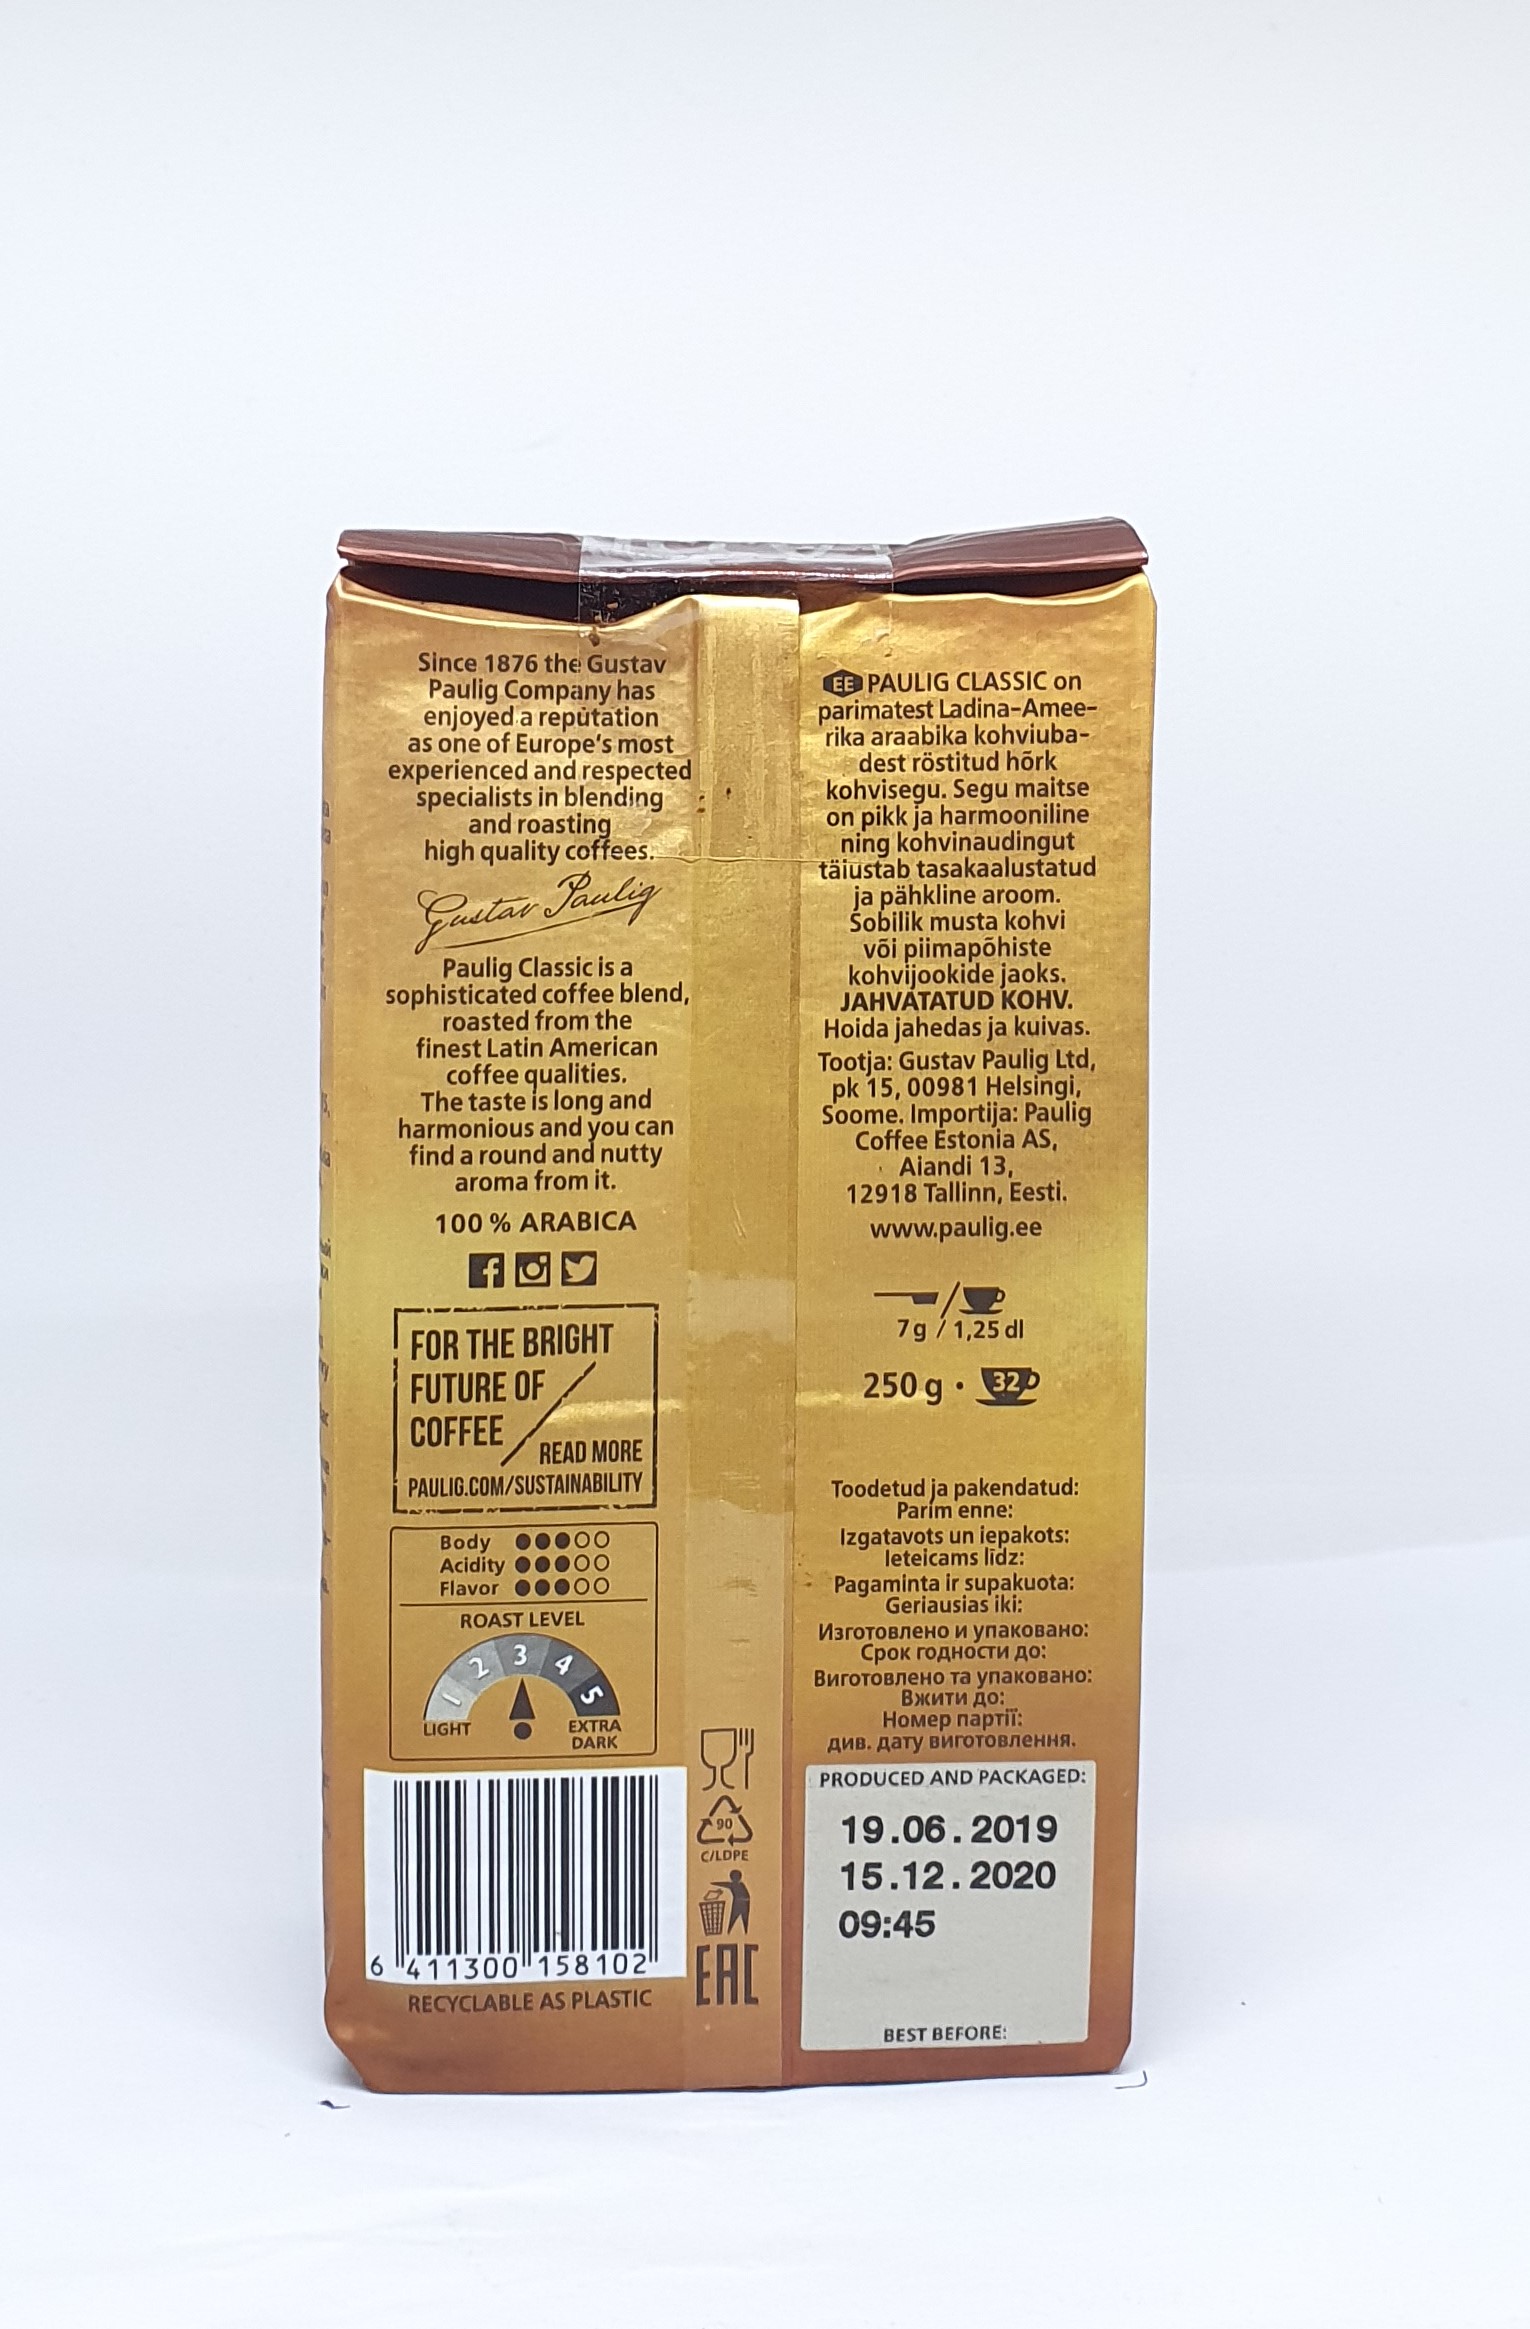 Since 1876 the Gustav
Paulig Company has
enjoyed a reputation
as one of Europe's most
experienced and respected
specialists in blending
and roasting
high quality coffees.
Gustav Paulig
Paulig Classic is a
sophisticated coffee blend,
roasted from the
finest Latin American
coffee qualities.
The taste is long and
harmonious and you can
find a round and nutty
aroma from it.
100 % ARABICA
FOR THE BRIGHT
FUTURE OF
COFFEE
READ MORE
PAULIG.COM/SUSTAINABILITY
Body
Acidity
Flavor
ROAST LEVEL
1 2 3 4 5
LIGHT
EXTRA
DARK
6 411300 158102
RECYCLABLE AS PLASTIC
90
C/LDPE
EAC
EE PAULIG CLASSIC on
parimatest Ladina-Amee-
rika araabika kohviuba-
dest röstitud hõrk
kohvisegu. Segu maitse
on pikk ja harmooniline
ning kohvinaudingut
täiustab tasakaalustatud
ja pähkline aroom.
Sobilik musta kohvi
või piimapõhiste
kohvijookide jaoks.
JAHVATATUD KOHV.
Hoida jahedas ja kuivas.
Tootja: Gustav Paulig Ltd,
pk 15, 00981 Helsingi,
Soome. Importija: Paulig
Coffee Estonia AS,
Aiandi 13,
12918 Tallinn, Eesti.
www.paulig.ee
7g / 1,25 dl
250 g • 32
Toodetud ja pakendatud:
Parim enne:
Izgatavots un iepakots:
Ieteicams līdz:
Pagaminta ir supakuota:
Geriausias iki:
Изготовлено и упаковано:
Срок годности до:
Виготовлено та упаковано:
Вжити до:
Номер партії:
див. дату виготовлення.
PRODUCED AND PACKAGED:
19.06.2019
15.12.2020
09:45
BEST BEFORE: